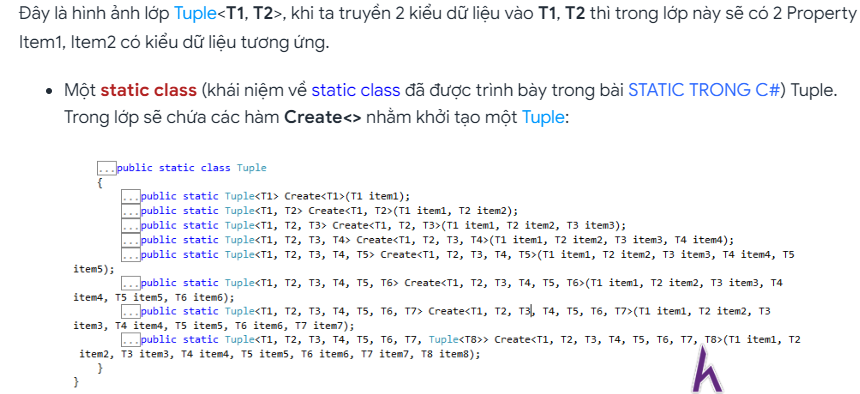 Đây là hình ảnh lớp Tuple<T1, T2>, khi ta truyền 2 kiểu dữ liệu vào T1, T2 thì trong lớp này sẽ có 2 Property
Item1, Item2 có kiểu dữ liệu tương ứng.
• Một static class (khái niệm về static class đã được trình bày trong bài STATIC TRONG C#) Tuple.
Trong lớp sẽ chứa các hàm Create<> nhằm khởi tạo một Tuple:
...public static class Tuple
{
...public static Tuple<T1> Create<T1>(T1 item1);
...public static Tuple<T1, T2> Create<T1, T2>(T1 item1, T2 item2);
...public static Tuple<T1, T2, T3> Create<T1, T2, T3>(T1 item1, T2 item2, T3 item3);
...public static Tuple<T1, T2, T3, T4> Create<T1, T2, T3, T4>(T1 item1, T2 item2, T3 item3, T4 item4);
...public static Tuple<T1, T2, T3, T4, T5> Create<T1, T2, T3, T4, T5>(T1 item1, T2 item2, T3 item3, T4 item4, T5
item5);
...public static Tuple<T1, T2, T3, T4, T5, T6> Create<T1, T2, T3, T4, T5, T6>(T1 item1, T2 item2, T3 item3, T4
item4, T5 item5, T6 item6);
...public static Tuple<T1, T2, T3, T4, T5, T6, T7> Create<T1, T2, T3, T4, T5, T6, T7>(T1 item1, T2 item2, T3
item3, T4 item4, T5 item5, T6 item6, T7 item7);
...public static Tuple<T1, T2, T3, T4, T5, T6, T7, Tuple<T8>> Create<T1, T2, T3, T4, T5, T6, T7, T8>(T1 item1, T2
item2, T3 item3, T4 item4, T5 item5, T6 item6, T7 item7, T8 item8);
}
}